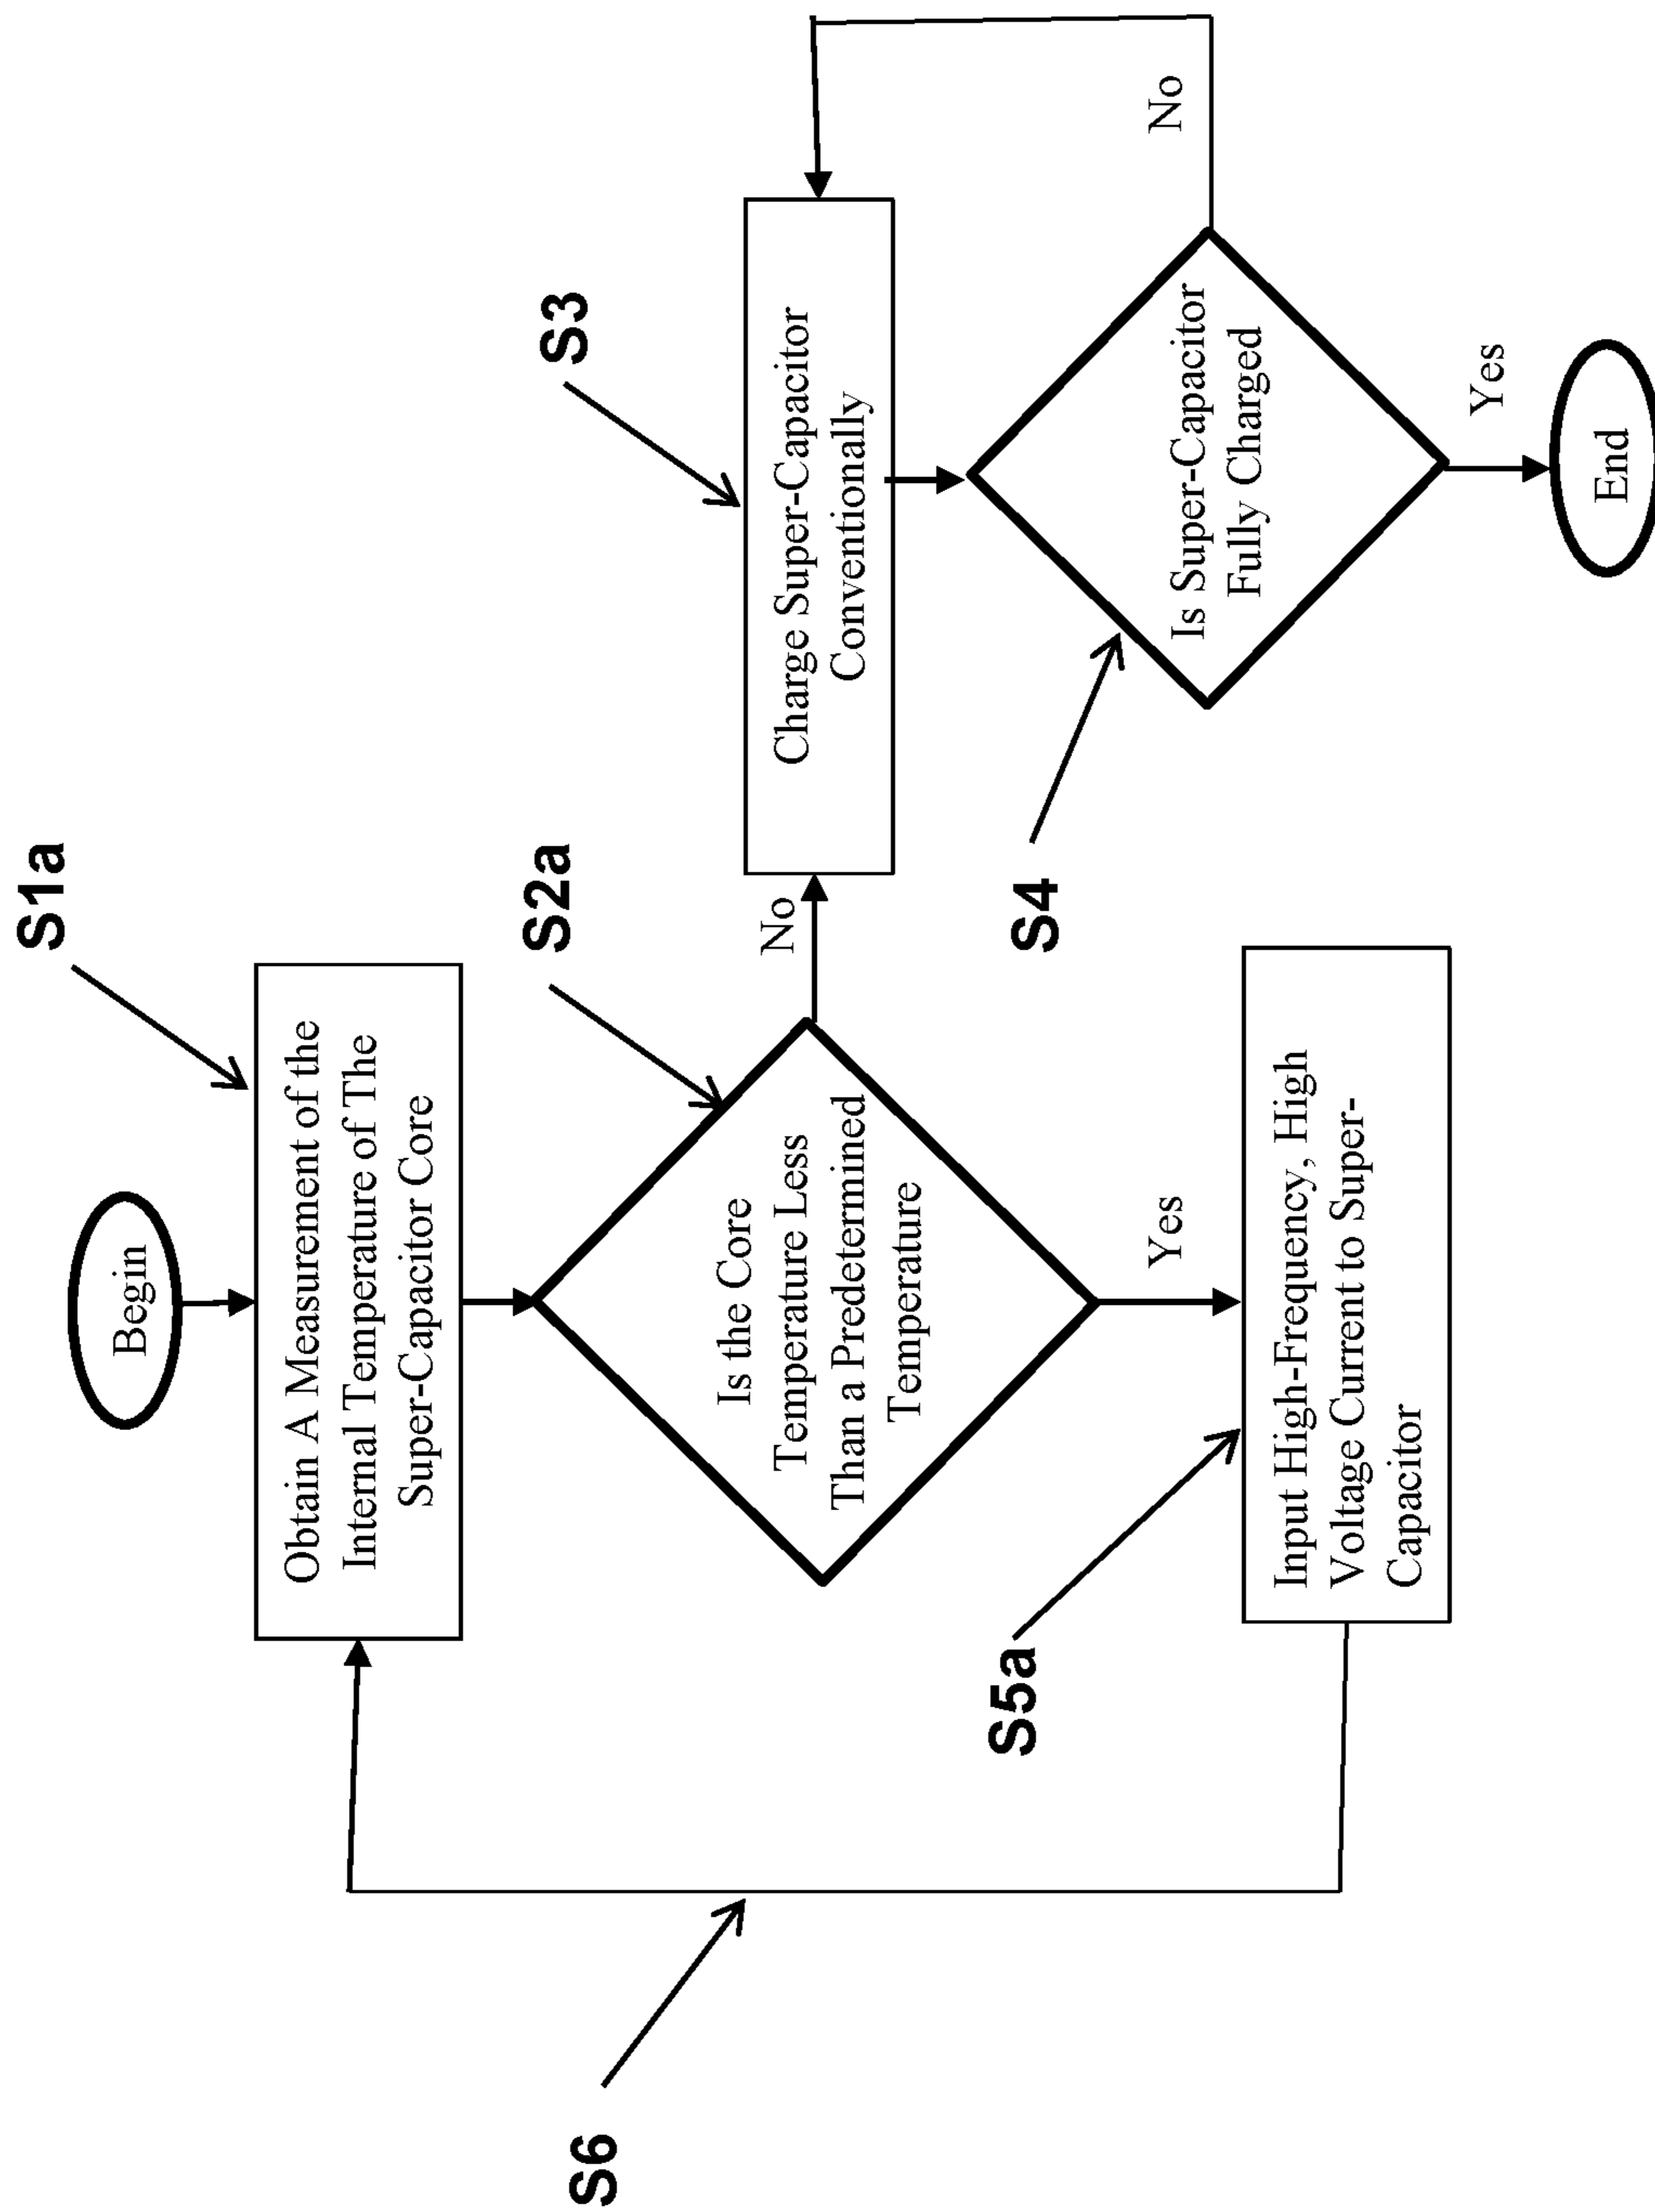 Begin
S1a
Obtain A Measurement of the
Internal Temperature of The
Super-Capacitor Core
S2a
Is the Core
Temperature Less
Than a Predetermined
Temperature
No
S3
Charge Super-Capacitor
Conventionally
S4
Is Super-Capacitor
Fully Charged
No
Yes
End
Yes
S5a
Input High-Frequency, High
Voltage Current to Super-
Capacitor
S6